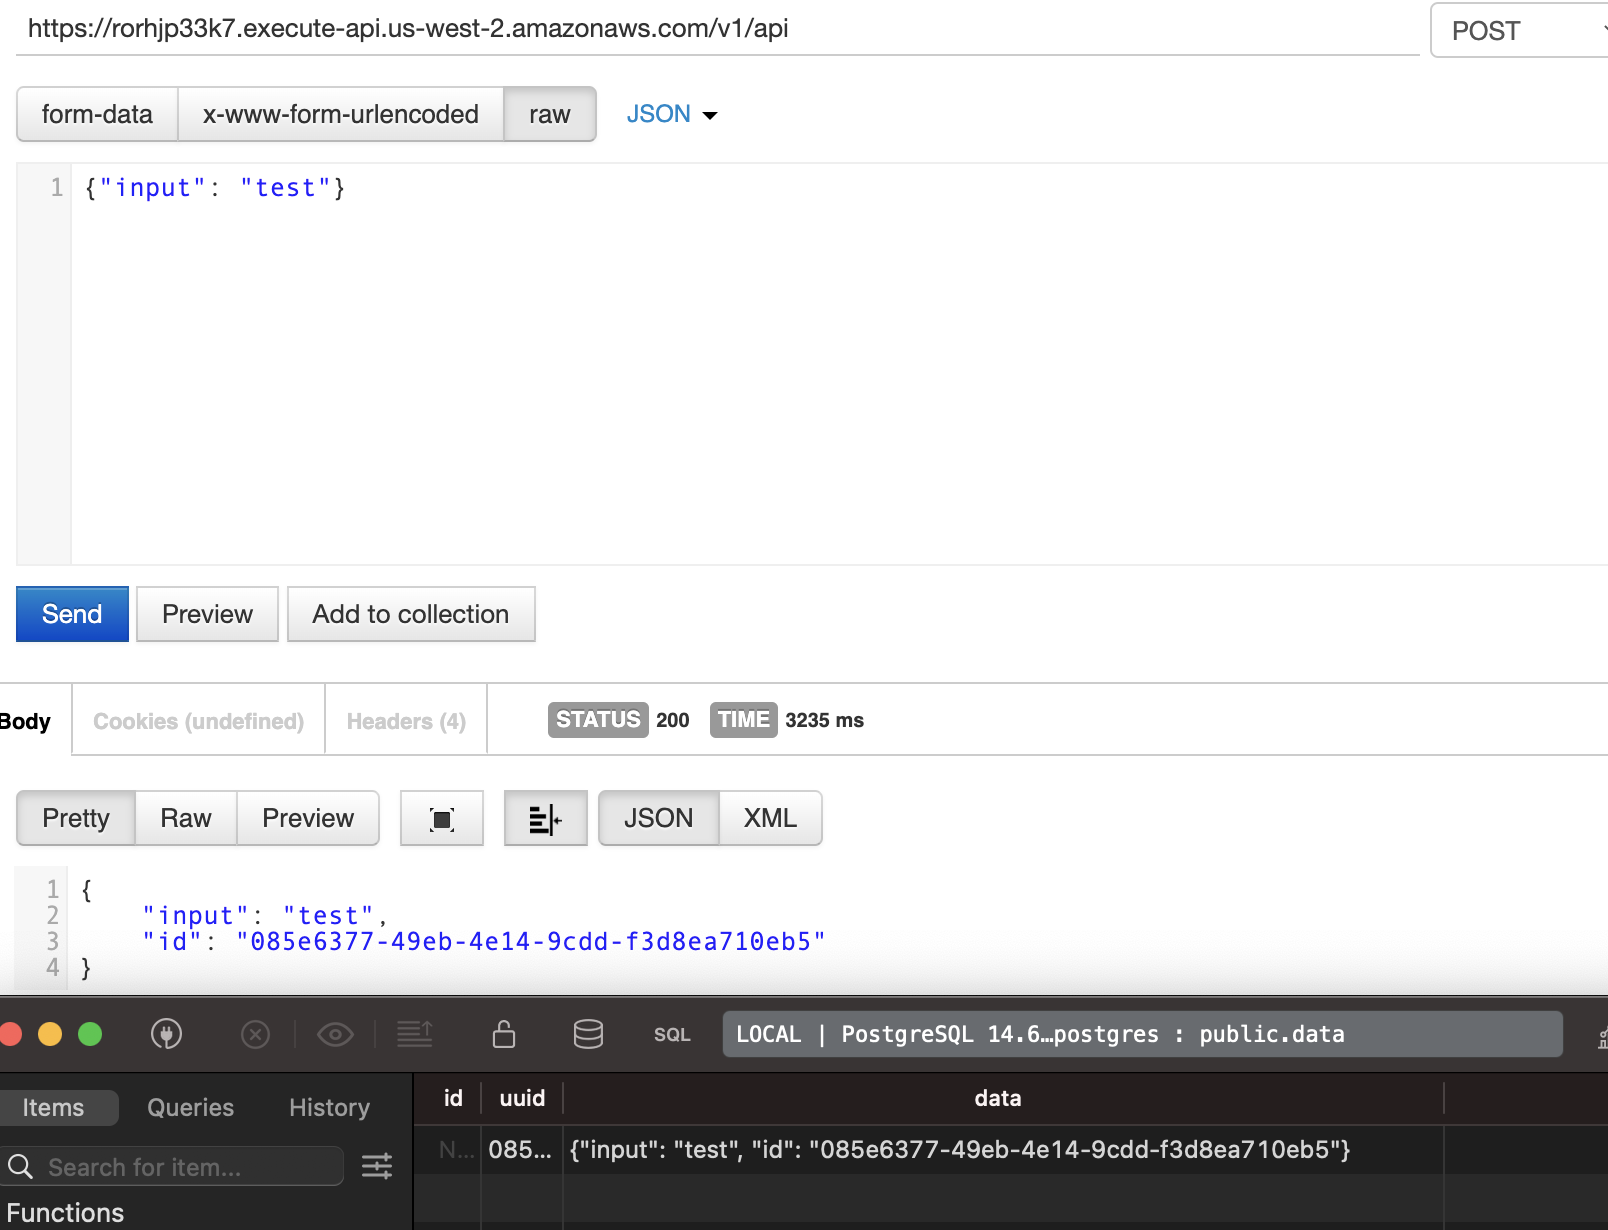 https://rorhjp33k7.execute-api.us-west-2.amazonaws.com/v1/api POST
form-data x-www-form-urlencoded raw JSON
1 {"input": "test"}
Send Preview Add to collection
Body Cookies (undefined) Headers (4) STATUS 200 TIME 3235 ms
Pretty Raw Preview JSON XML
1 {
2 "input": "test",
3 "id": "085e6377-49eb-4e14-9cdd-f3d8ea710eb5"
4 }
SQL LOCAL | PostgreSQL 14.6…postgres : public.data
Items Queries History id uuid data
N... 085... {"input": "test", "id": "085e6377-49eb-4e14-9cdd-f3d8ea710eb5"}
Search for item...
Functions